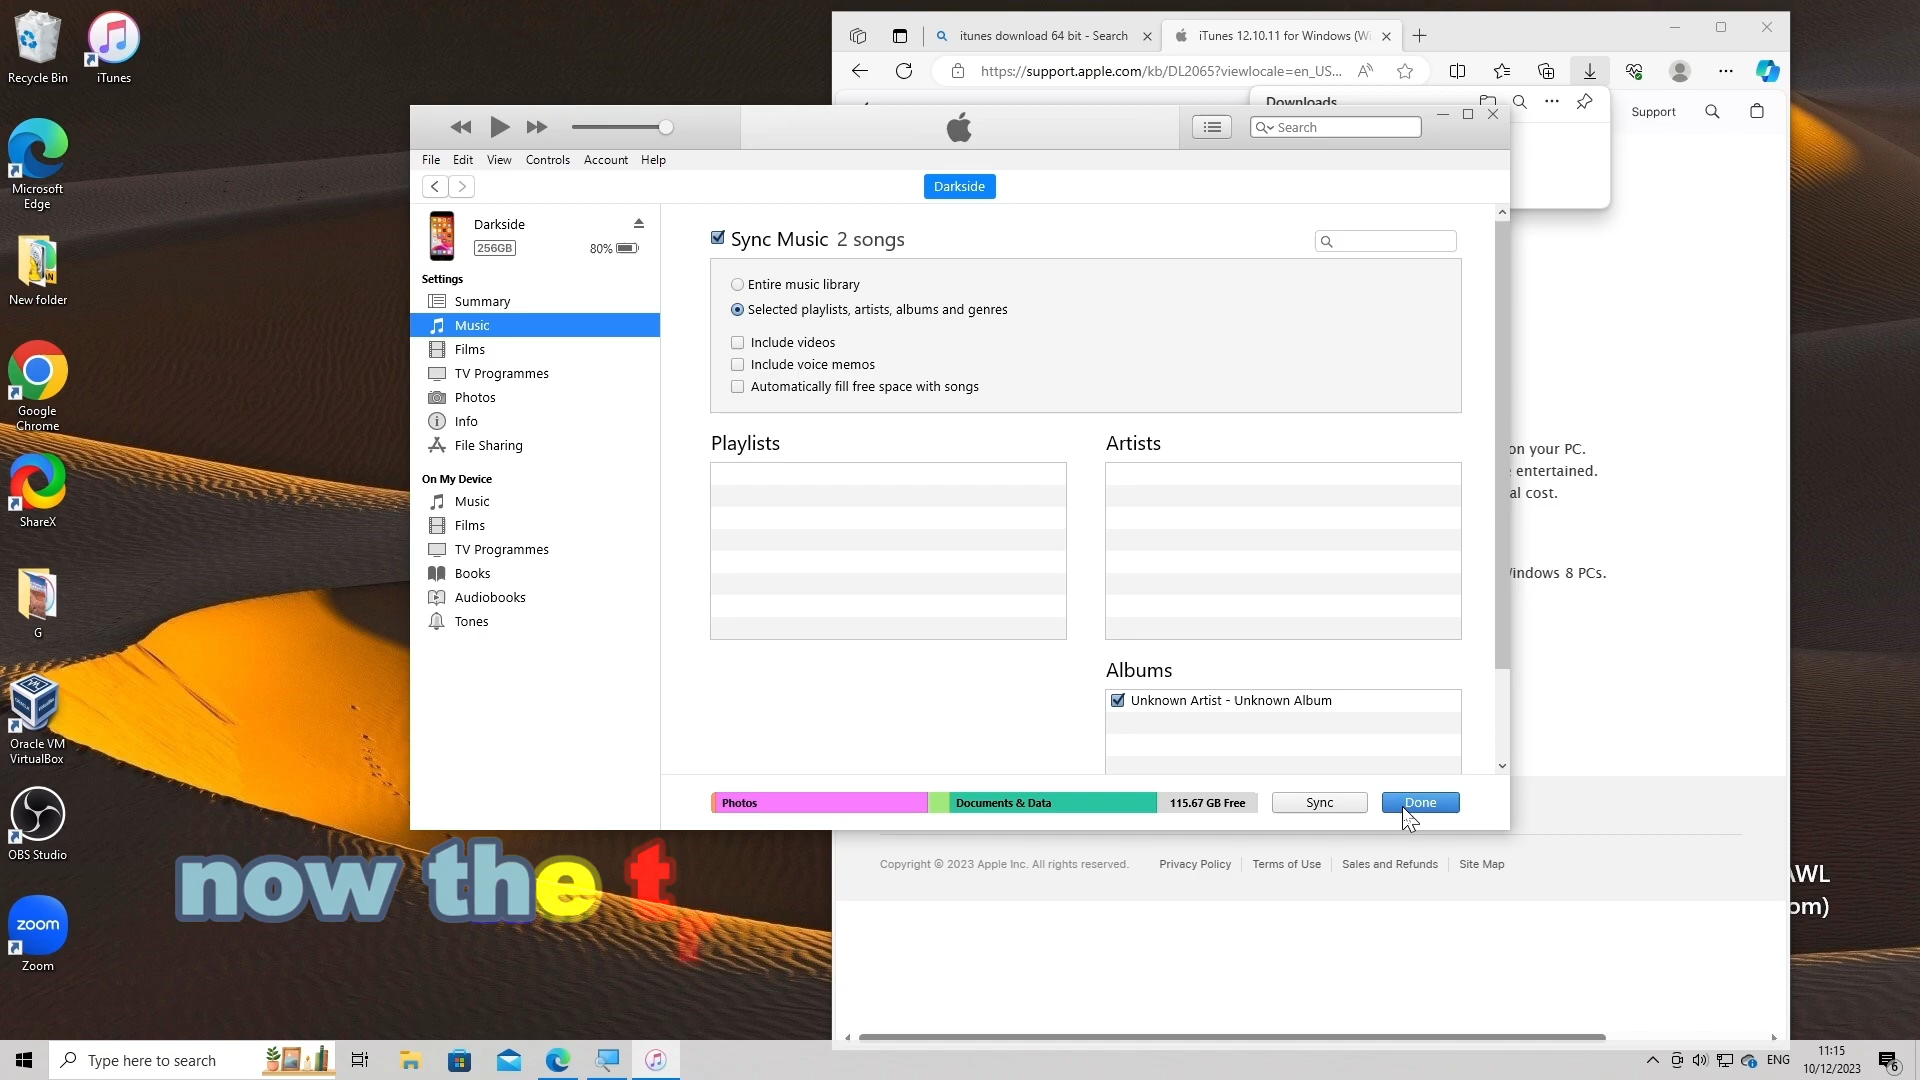 Recycle Bin
iTunes
Microsoft
Edge
New folder
Google
Chrome
ShareX
G
Oracle VM
VirtualBox
OBS Studio
zoom
Zoom
itunes download 64 bit - Search
iTunes 12.10.11 for Windows (Wi
https://support.apple.com/kb/DL2065?viewlocale=en_US...
Downloads
Support
Search
File Edit View Controls Account Help
Darkside
Darkside
256GB
80%
Settings
Summary
Music
Films
TV Programmes
Photos
Info
File Sharing
On My Device
Music
Films
TV Programmes
Books
Audiobooks
Tones
Sync Music 2 songs
Entire music library
Selected playlists, artists, albums and genres
Include videos
Include voice memos
Automatically fill free space with songs
Playlists
Artists
Albums
Unknown Artist - Unknown Album
Photos
Documents & Data
115.67 GB Free
Sync
Done
on your PC.
entertained.
al cost.
Windows 8 PCs.
Copyright © 2023 Apple Inc. All rights reserved.
Privacy Policy
Terms of Use
Sales and Refunds
Site Map
AWL
om)
now the t
Type here to search
ENG
11:15
10/12/2023
6